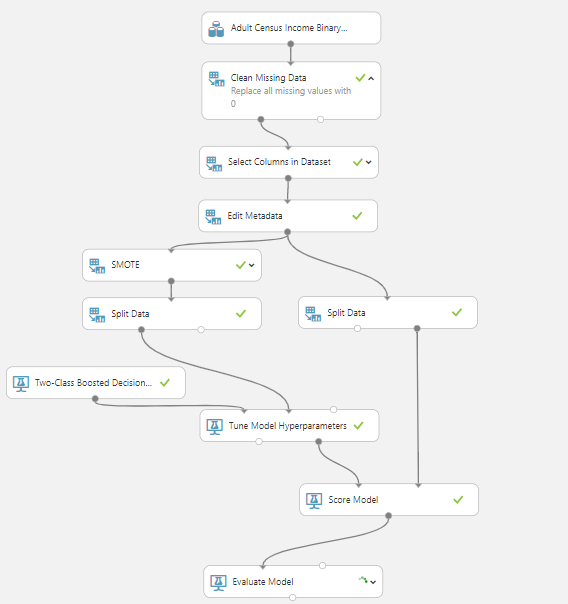 Adult Census Income Binary...
Clean Missing Data
Replace all missing values with
0
Select Columns in Dataset
Edit Metadata
SMOTE
Split Data
Split Data
Two-Class Boosted Decision...
Tune Model Hyperparameters
Score Model
Evaluate Model